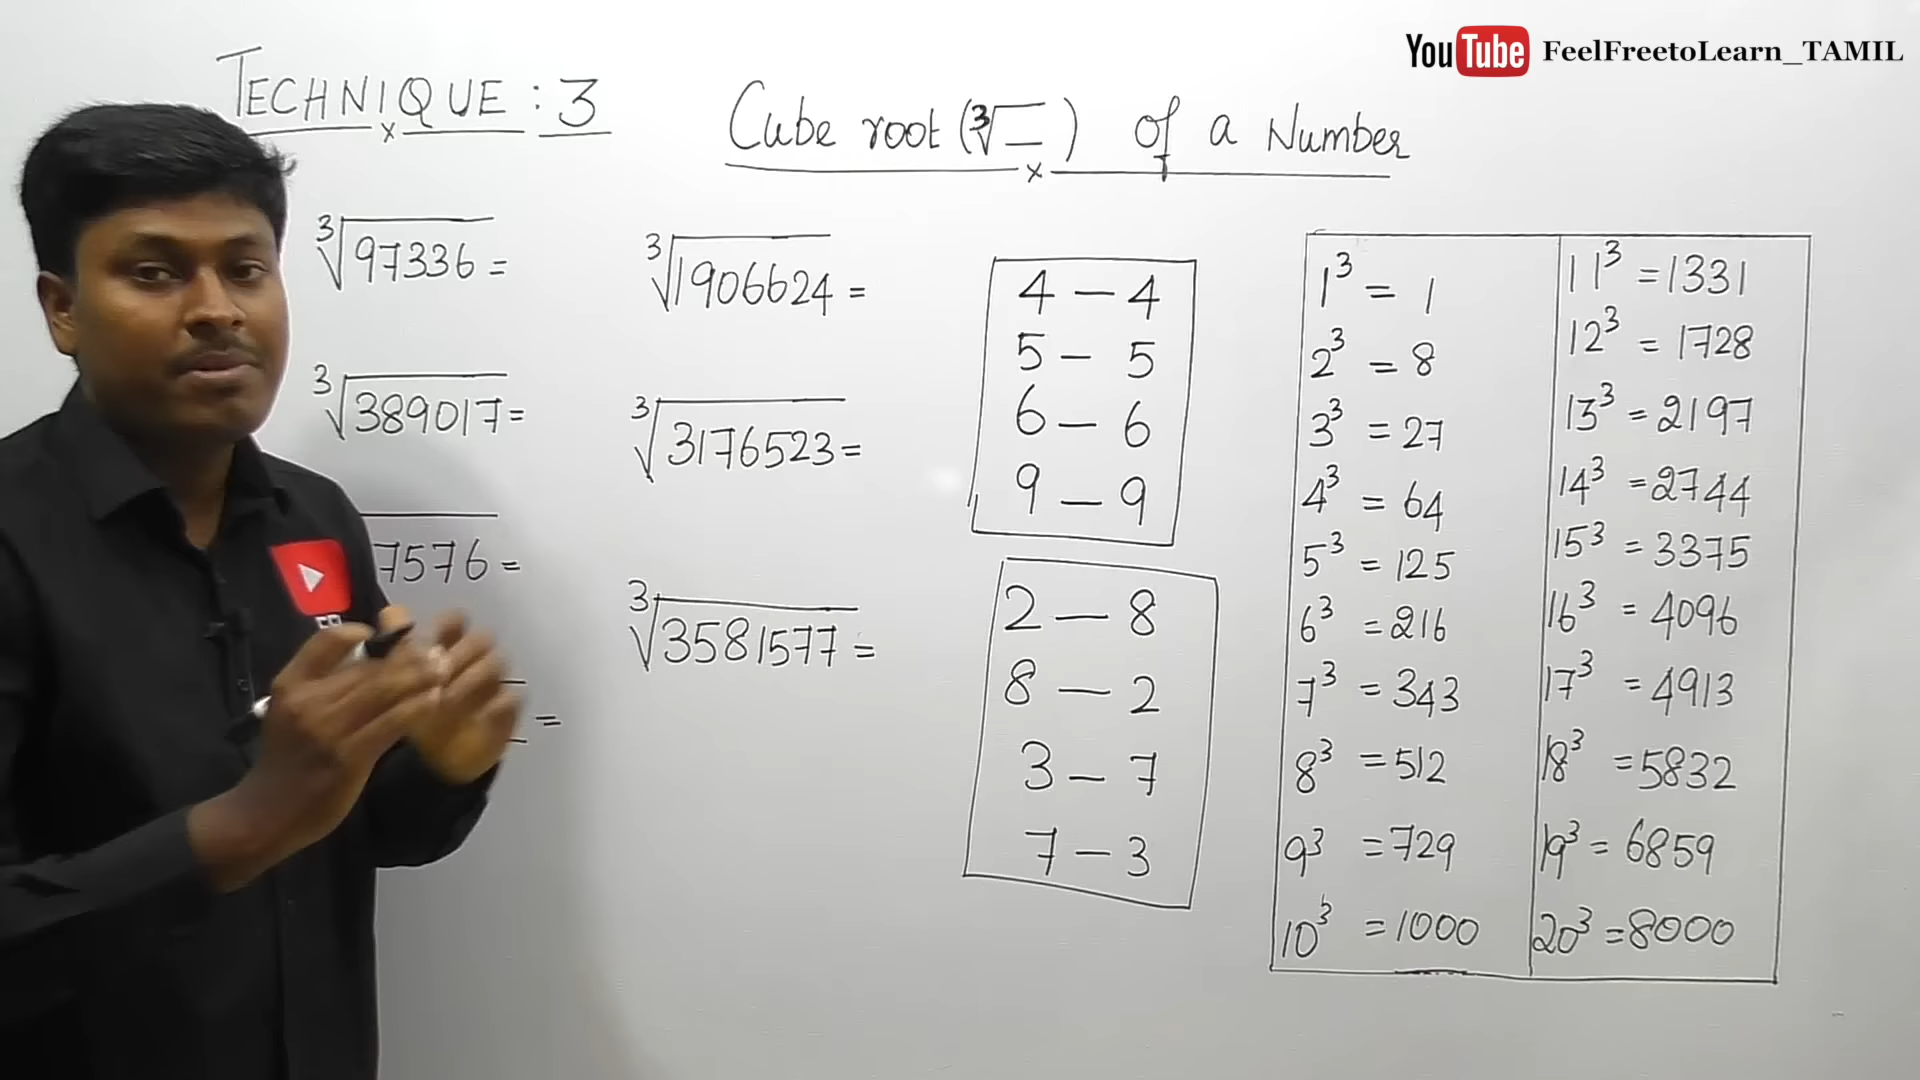 YouTube FeelFreetoLearn_TAMIL
TECHNIQUE : 3
Cube root (∛ ) of a Number
∛97336 =
∛389017 =
7576 =
=
∛1906624 =
∛3176523 =
∛3581577 =
4 – 4
5 – 5
6 – 6
9 – 9
2 – 8
8 – 2
3 – 7
7 – 3
1³ = 1
2³ = 8
3³ = 27
4³ = 64
5³ = 125
6³ = 216
7³ = 343
8³ = 512
9³ = 729
10³ = 1000
11³ = 1331
12³ = 1728
13³ = 2197
14³ = 2744
15³ = 3375
16³ = 4096
17³ = 4913
18³ = 5832
19³ = 6859
20³ = 8000